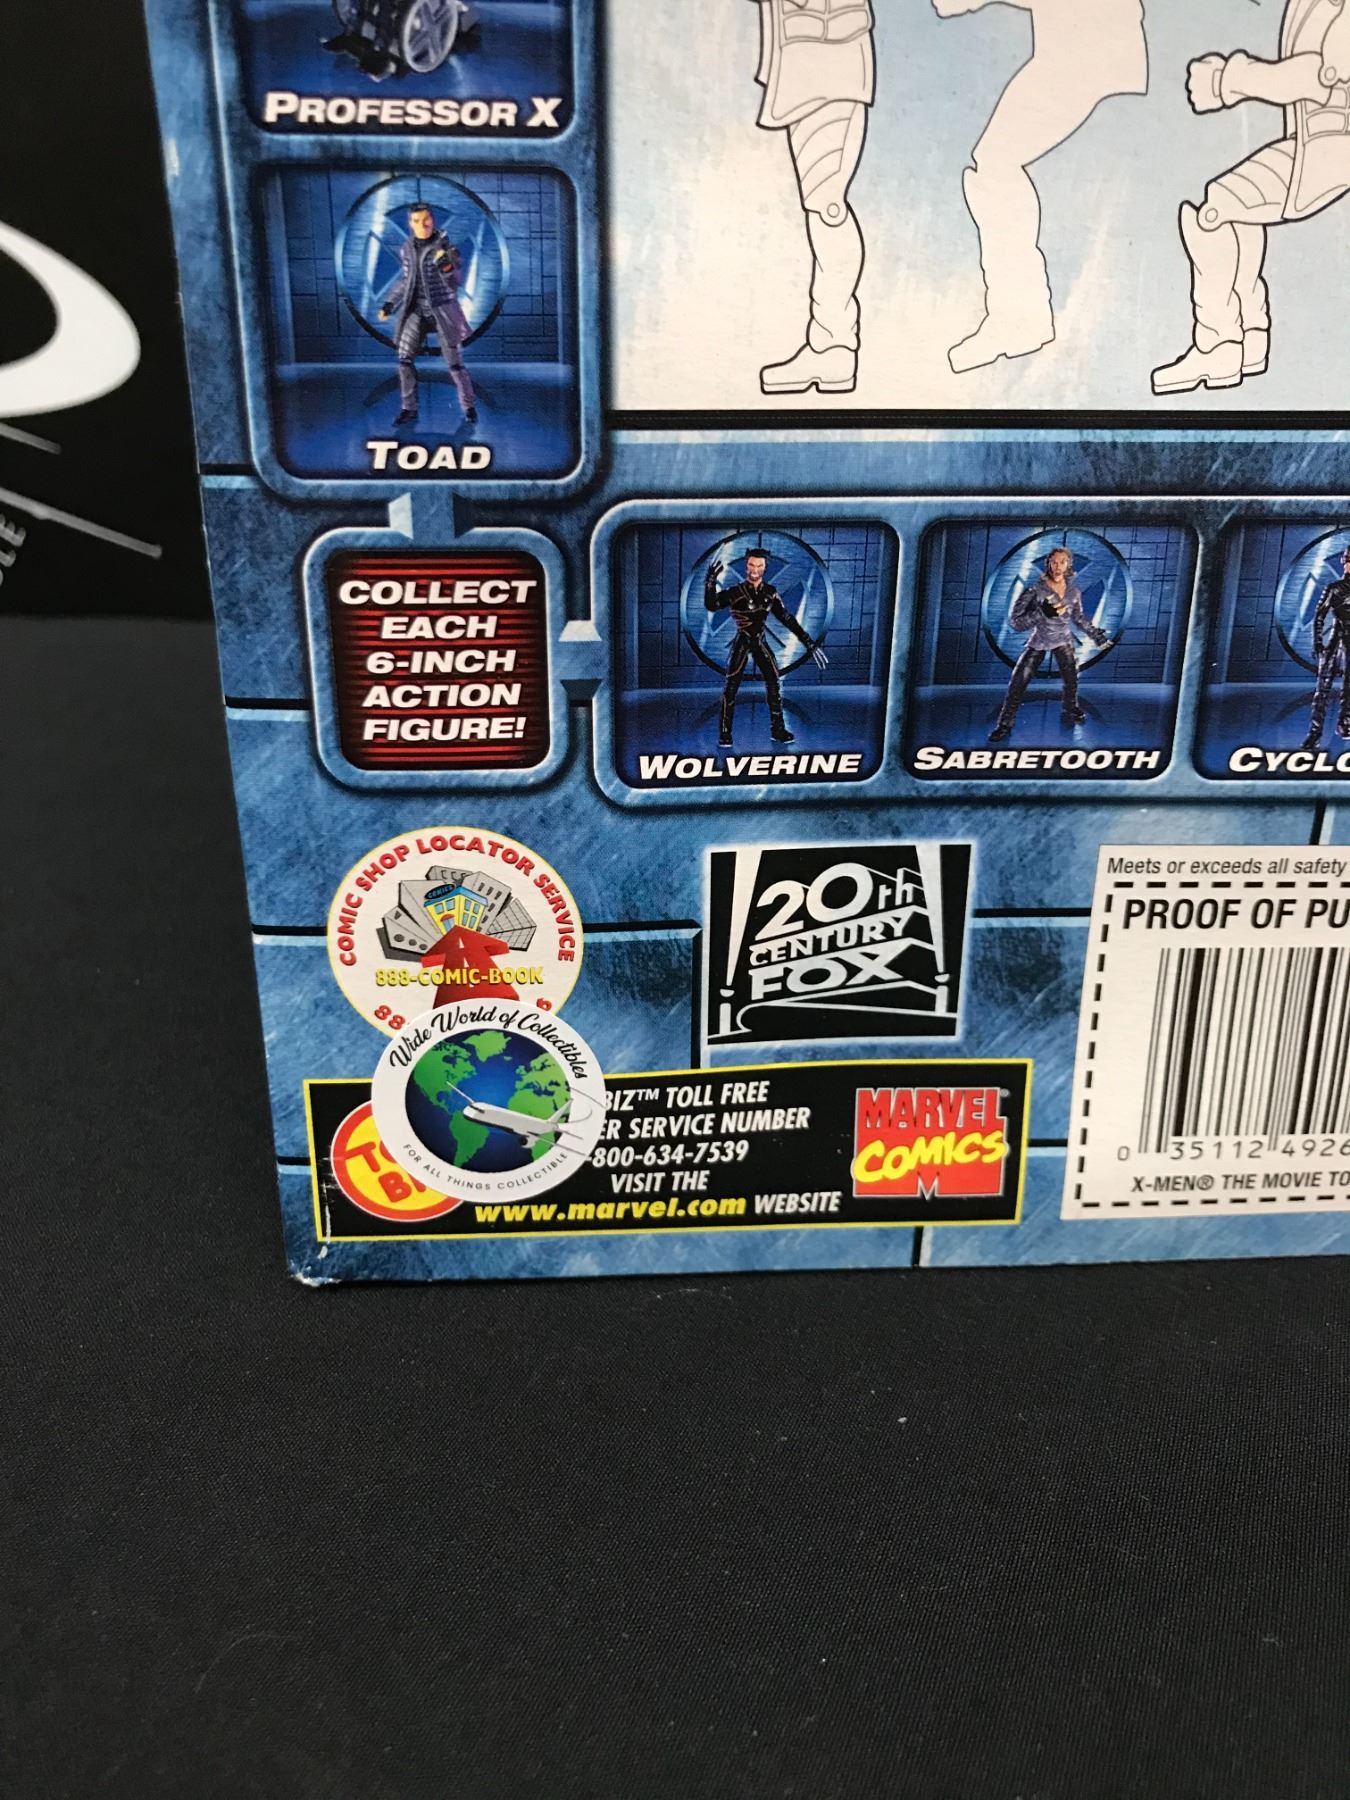 PROFESSOR X
TOAD
COLLECT
EACH
6-INCH
ACTION
FIGURE!
WOLVERINE
SABRETOOTH
CYCLO
COMIC SHOP LOCATOR SERVICE
COMICS
888-COMIC-BOOK
88
Wide World of Collectibles
FOR ALL THINGS COLLECTIBLE
20th
CENTURY
FOX
Meets or exceeds all safety
PROOF OF PU
0 35112 4926
X-MEN® THE MOVIE TO
BIZ™ TOLL FREE
ER SERVICE NUMBER
-800-634-7539
VISIT THE
www.marvel.com WEBSITE
MARVEL
COMICS